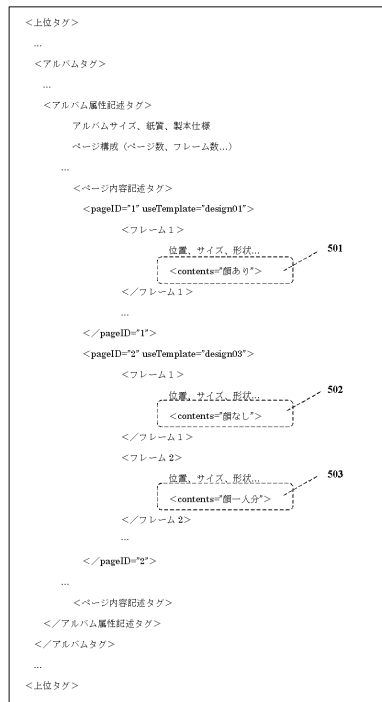 <上位タグ>
…
<アルバムタグ>
…
<アルバム属性記述タグ>
アルバムサイズ、紙質、製本仕様
ページ構成（ページ数、フレーム数…）
…
<ページ内容記述タグ>
<pageID="1" useTemplate="design01">
<フレーム１>
位置、サイズ、形状…
501
<contents="顔あり">
</フレーム１>
…
</pageID="1">
<pageID="2" useTemplate="design03">
<フレーム１>
位置、サイズ、形状…
502
<contents="顔なし">
</フレーム１>
<フレーム 2>
位置、サイズ、形状…
503
<contents="顔一人分">
</フレーム 2>
…
</pageID="2">
…
<ページ内容記述タグ>
</アルバム属性記述タグ>
</アルバムタグ>
…
<上位タグ>